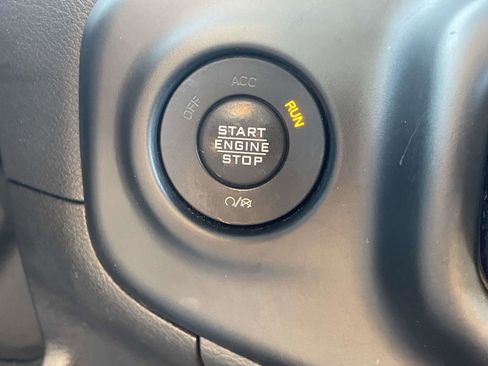 ACC
OFF
RUN
START
ENGINE
STOP